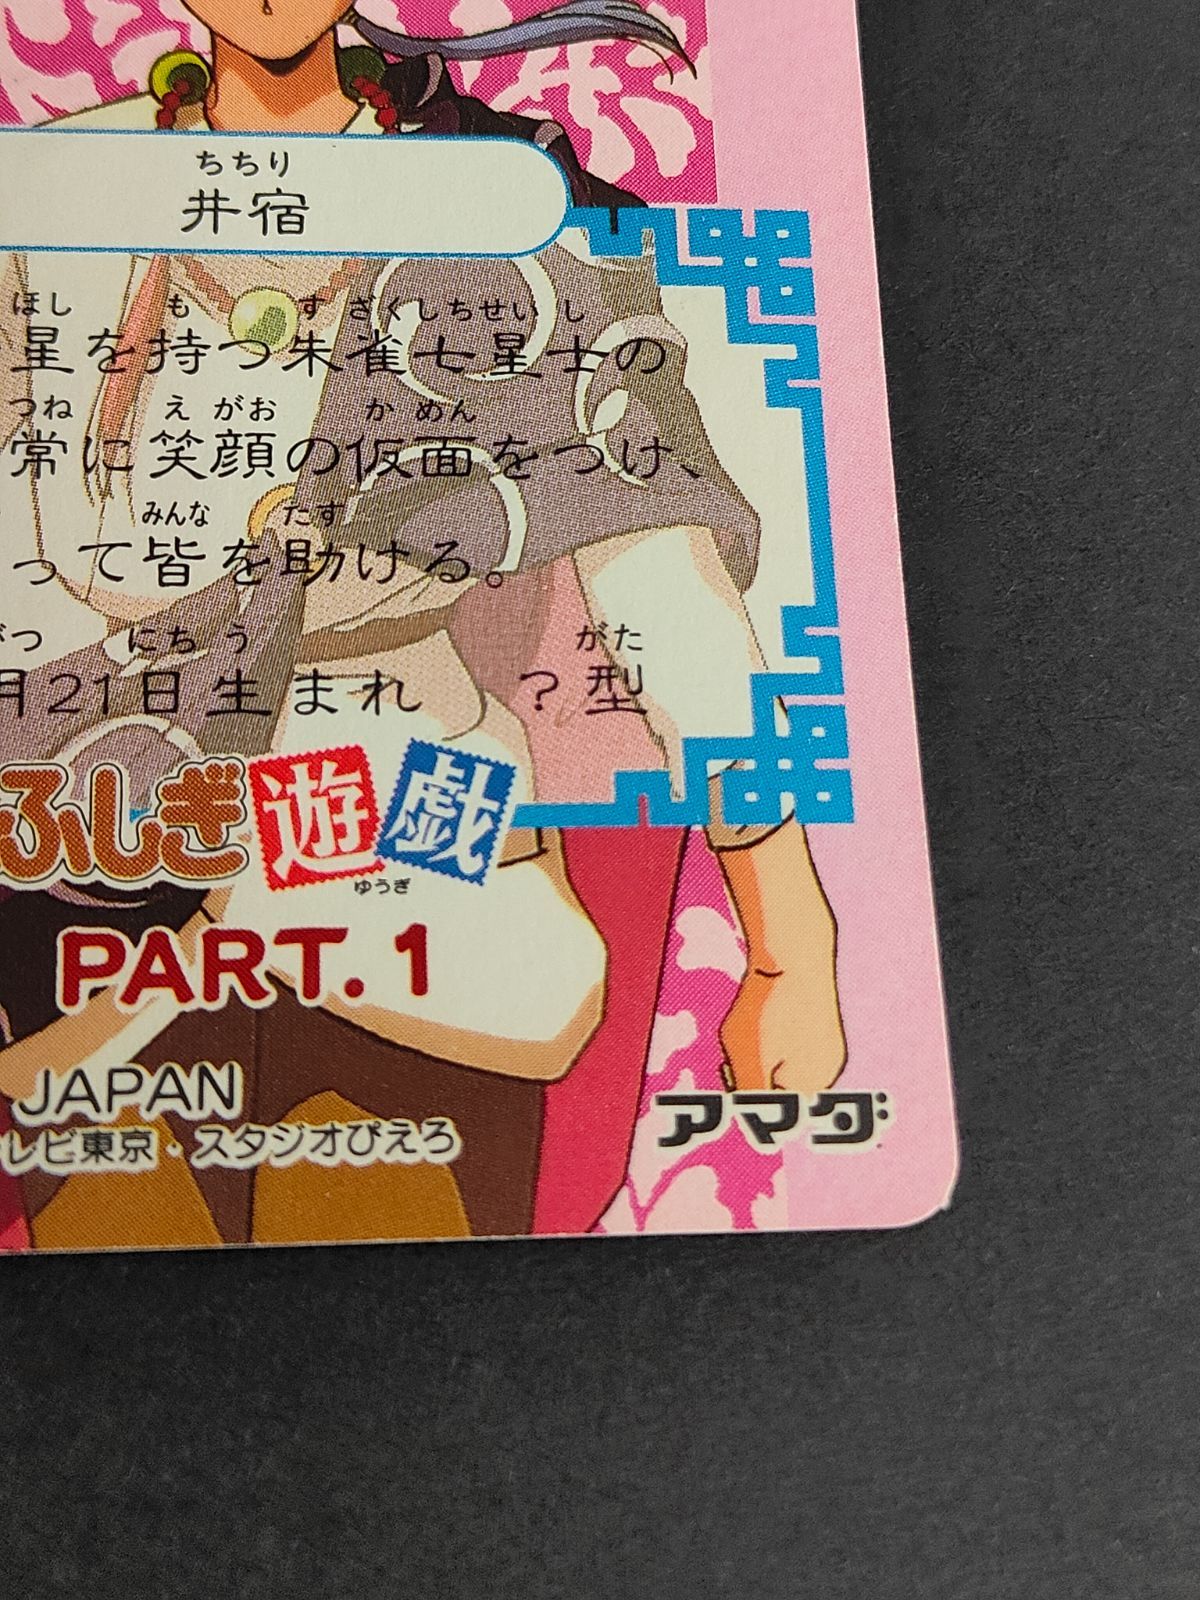 ちちり
井宿
ほし も すざくしちせいし
星を持つ朱雀七星士の
つね えがお かめん
常に笑顔の仮面をつけ、
みんな たす
って皆を助ける。
がつ にちう がた
月21日生まれ ?型
ふしぎ遊戯
ゆうぎ
PART.1
JAPAN
テレビ東京・スタジオぴえろ
アマダ